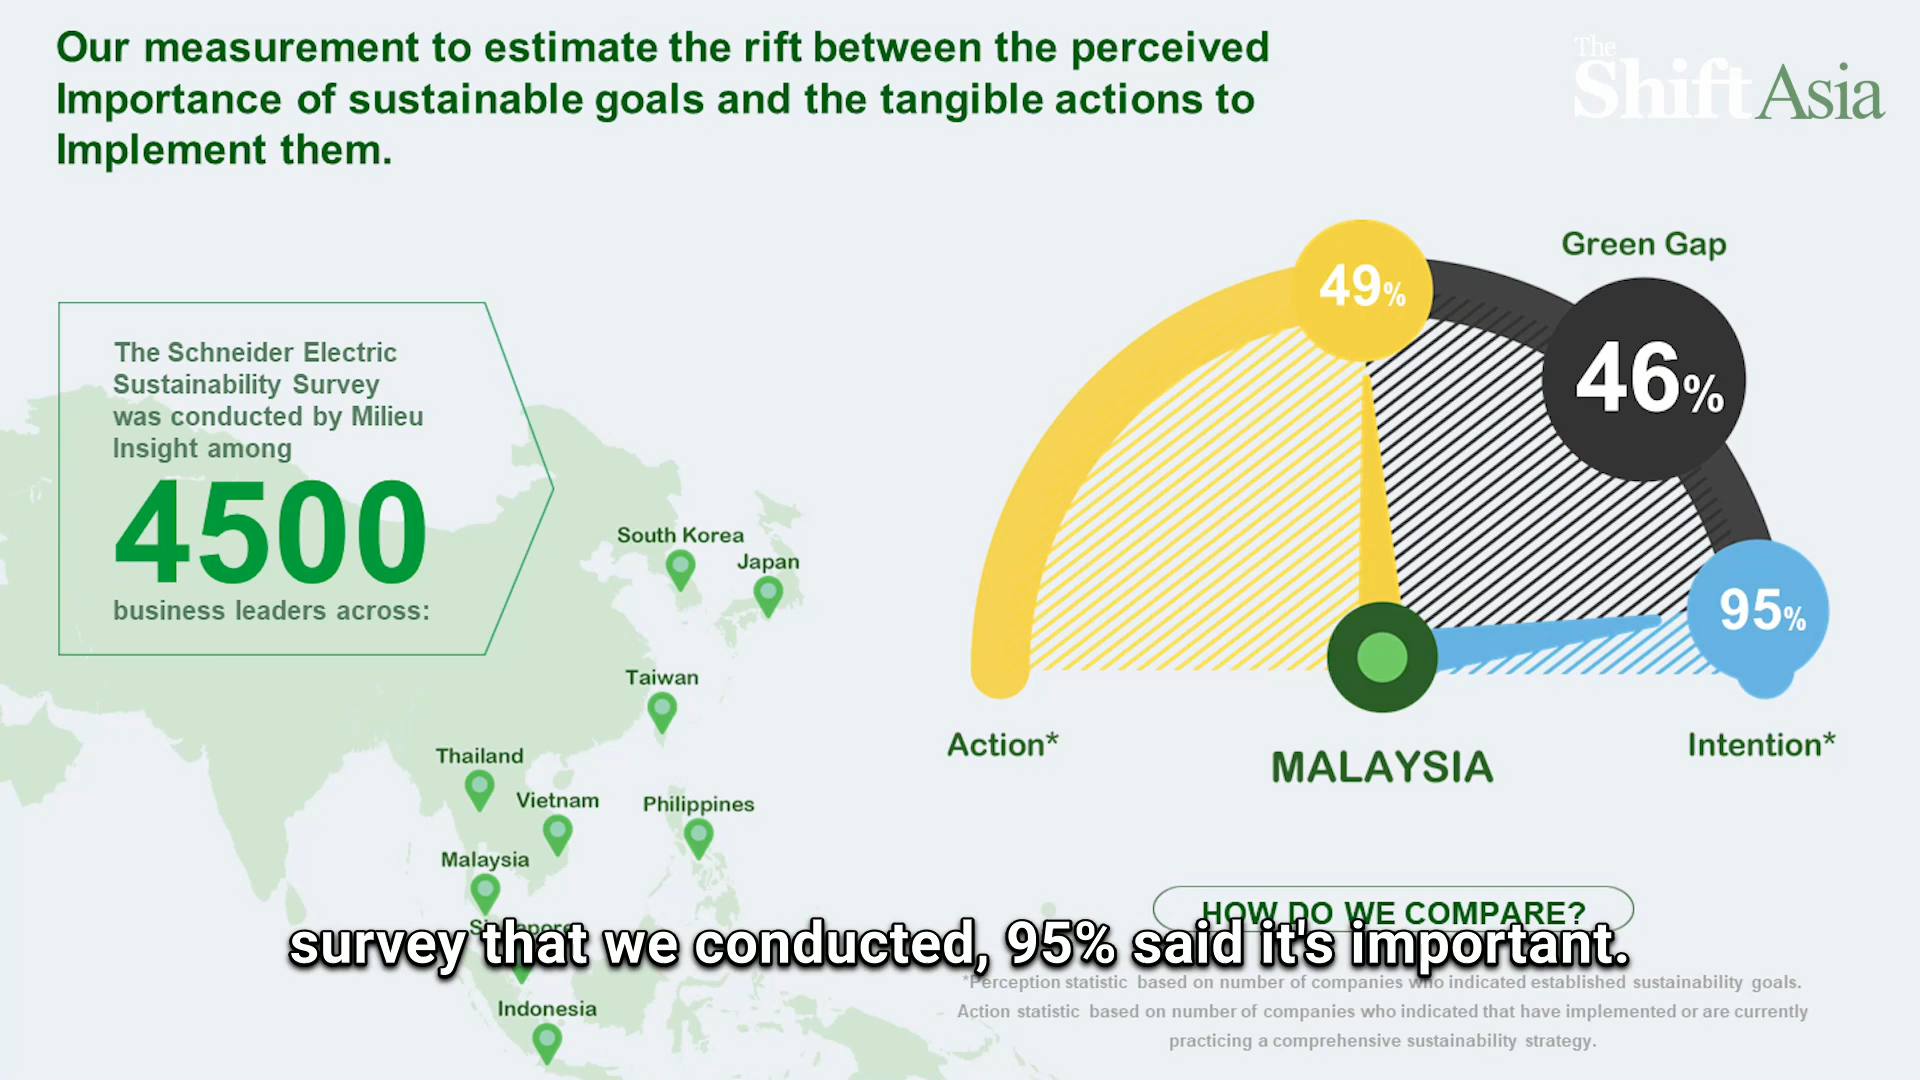 Our measurement to estimate the rift between the perceived
Importance of sustainable goals and the tangible actions to
Implement them.
The
Shift Asia
The Schneider Electric
Sustainability Survey
was conducted by Milieu
Insight among
4500
business leaders across:
South Korea
Japan
Taiwan
Thailand
Vietnam
Philippines
Malaysia
Singapore
Indonesia
Green Gap
49%
46%
95%
Action*
MALAYSIA
Intention*
HOW DO WE COMPARE?
survey that we conducted, 95% said it's important.
*Perception statistic based on number of companies who indicated established sustainability goals.
Action statistic based on number of companies who indicated that have implemented or are currently
practicing a comprehensive sustainability strategy.